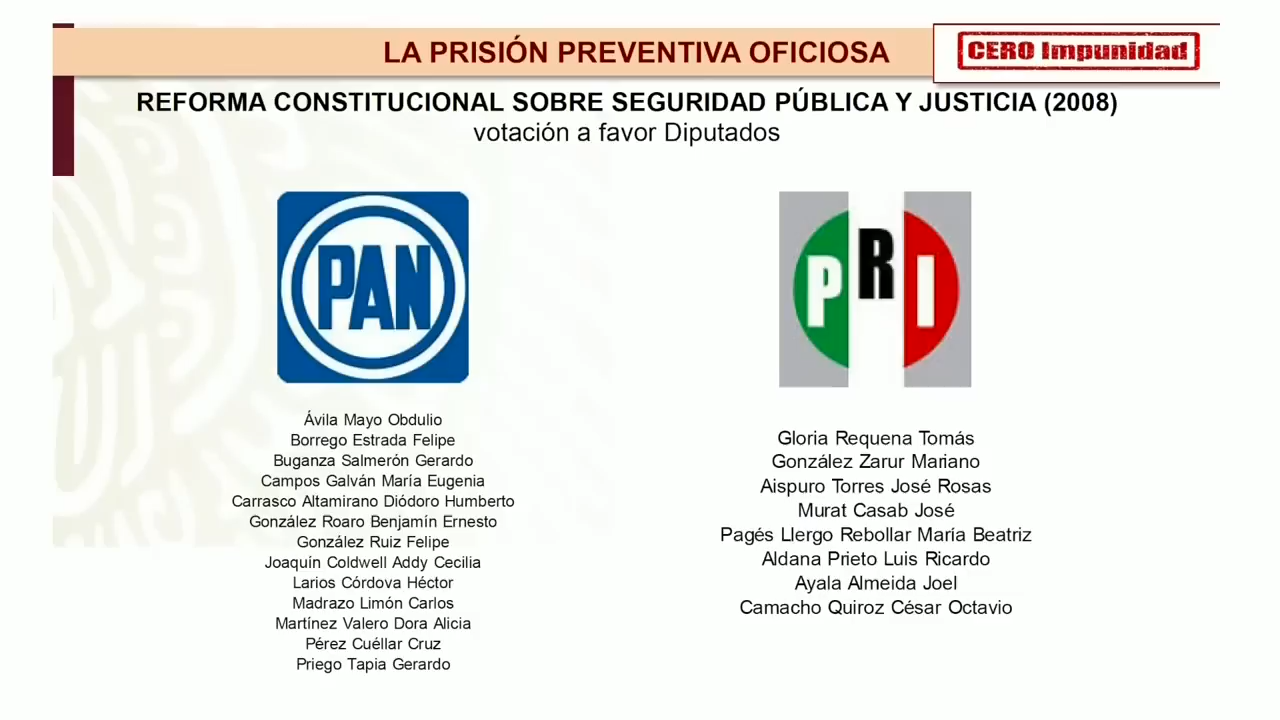 LA PRISIÓN PREVENTIVA OFICIOSA
CERO Impunidad
REFORMA CONSTITUCIONAL SOBRE SEGURIDAD PÚBLICA Y JUSTICIA (2008)
votación a favor Diputados
PAN
PRI
Ávila Mayo Obdulio
Borrego Estrada Felipe
Buganza Salmerón Gerardo
Campos Galván María Eugenia
Carrasco Altamirano Diódoro Humberto
González Roaro Benjamín Ernesto
González Ruiz Felipe
Joaquín Coldwell Addy Cecilia
Larios Córdova Héctor
Madrazo Limón Carlos
Martínez Valero Dora Alicia
Pérez Cuéllar Cruz
Priego Tapia Gerardo
Gloria Requena Tomás
González Zarur Mariano
Aispuro Torres José Rosas
Murat Casab José
Pagés Llergo Rebollar María Beatriz
Aldana Prieto Luis Ricardo
Ayala Almeida Joel
Camacho Quiroz César Octavio